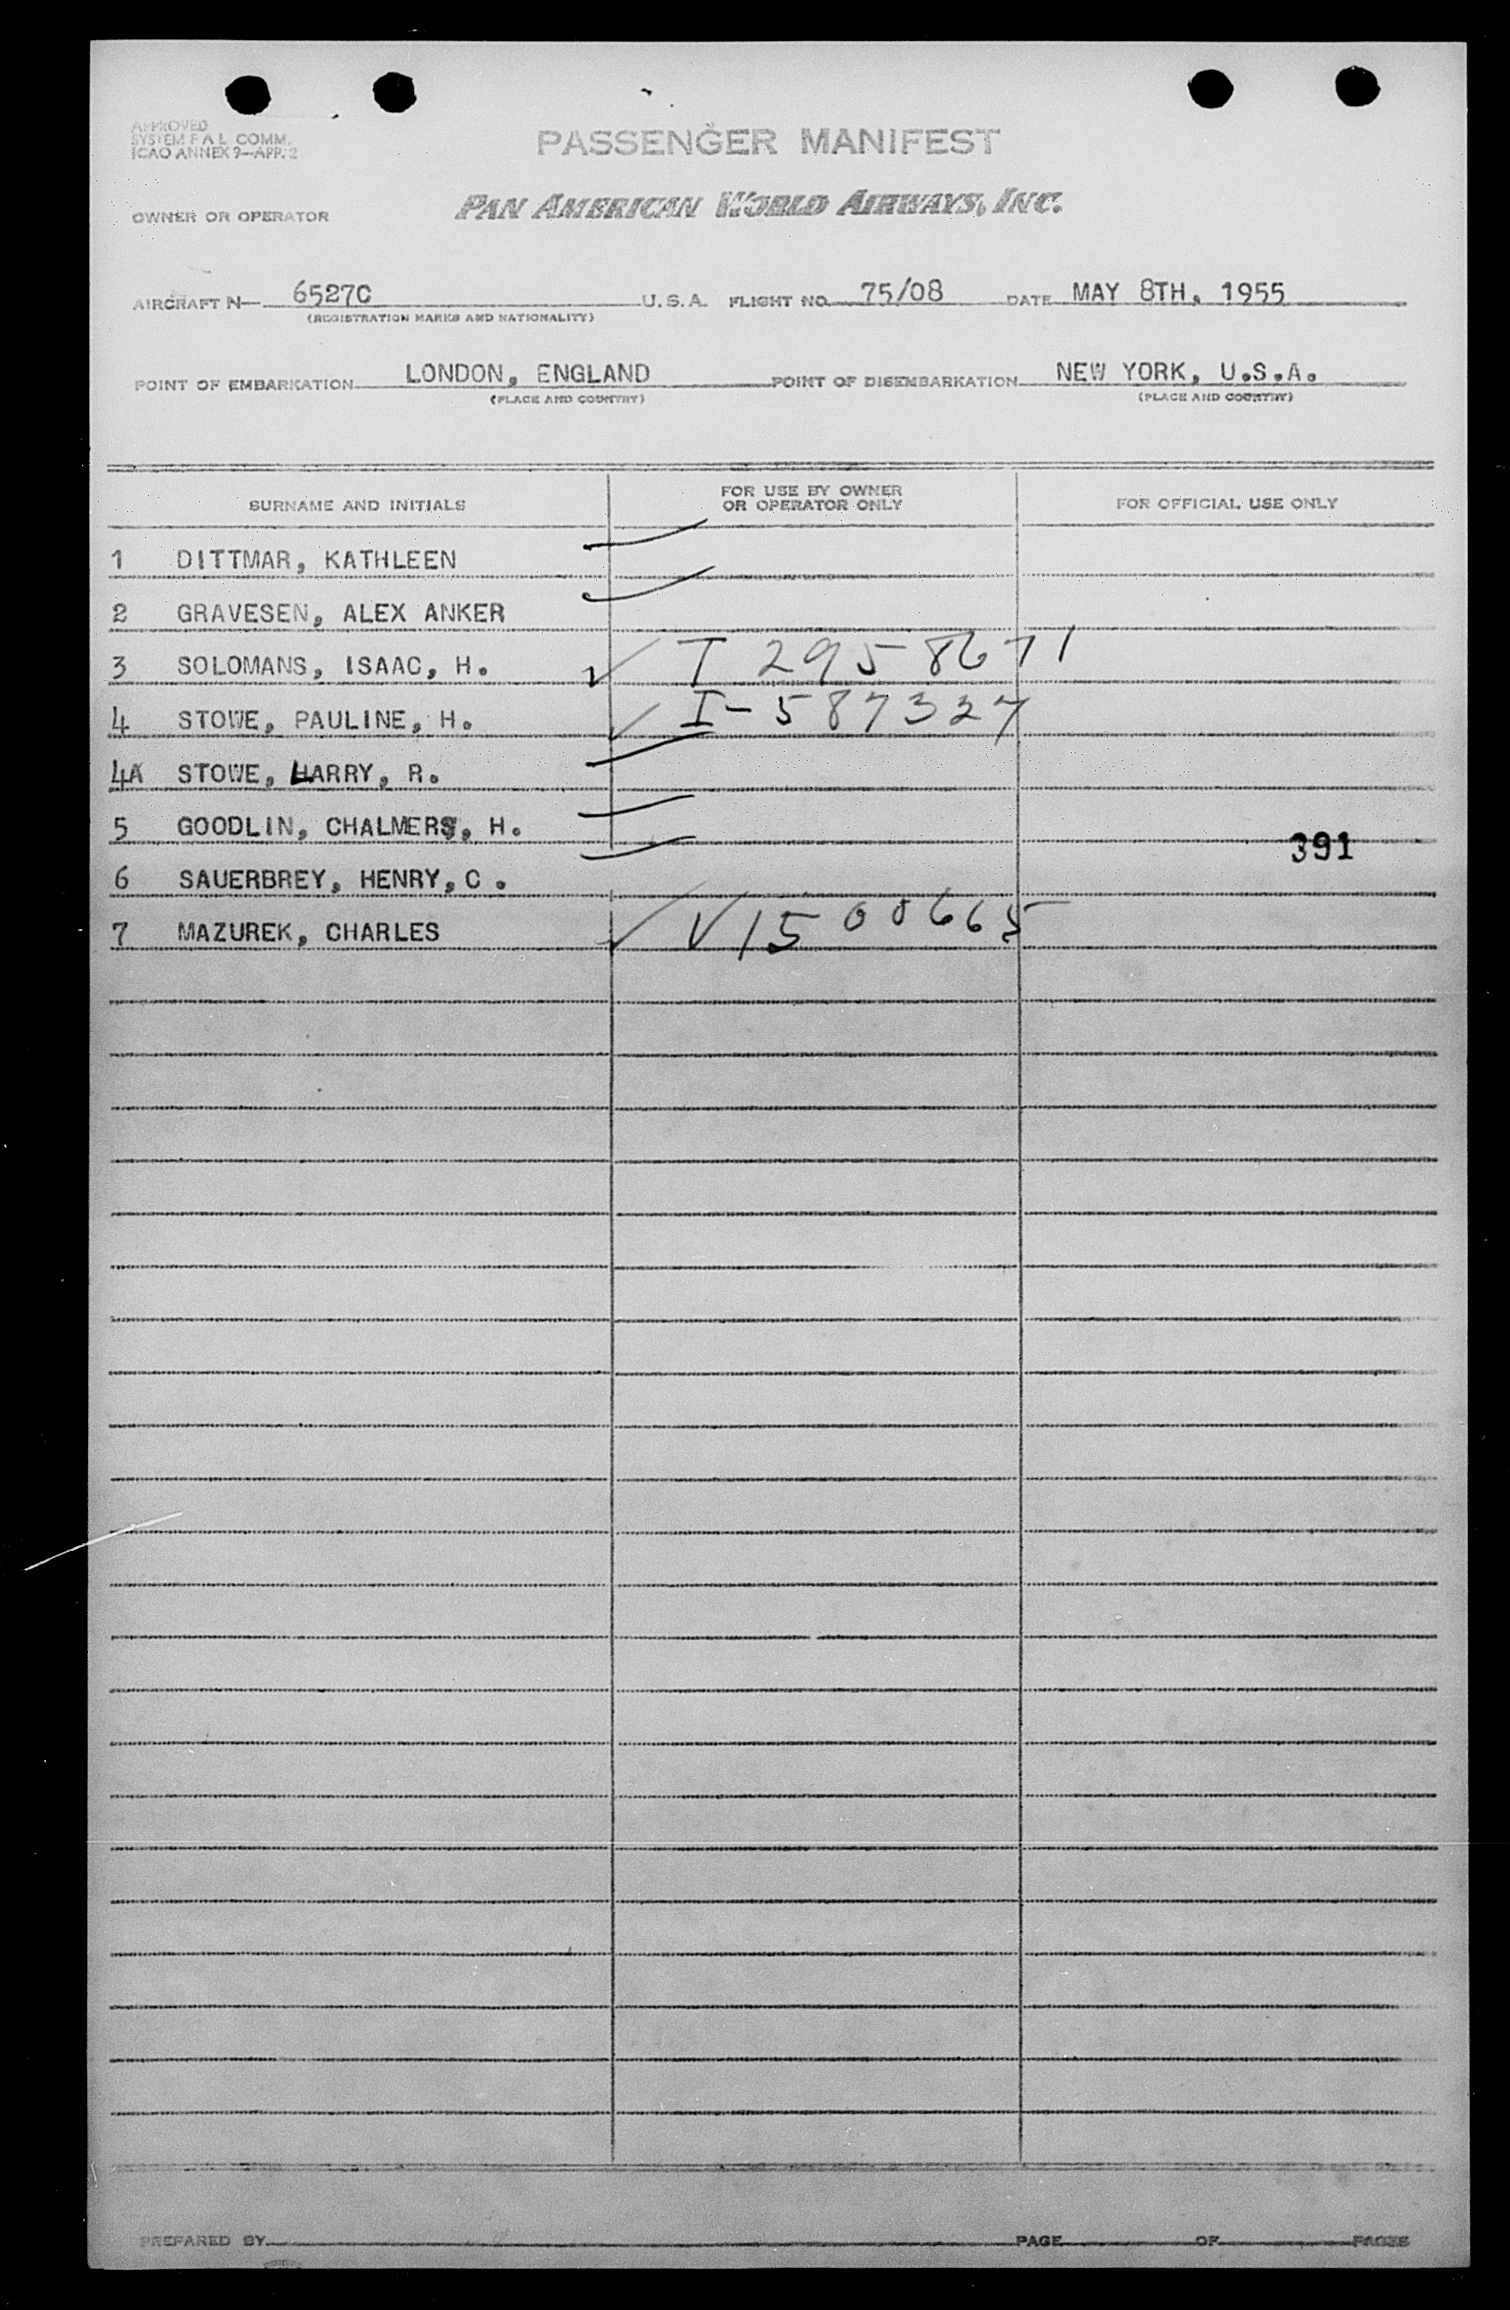 APPROVED
SYSTEM F A L COMM.
ICAO ANNEX 9—APP. 2
PASSENGER MANIFEST
OWNER OR OPERATOR PAN AMERICAN WORLD AIRWAYS, INC.
AIRCRAFT N— 6527C U.S.A. FLIGHT NO. 75/08 DATE MAY 8TH, 1955
(REGISTRATION MARKS AND NATIONALITY)
POINT OF EMBARKATION LONDON, ENGLAND POINT OF DISEMBARKATION NEW YORK, U.S.A.
(PLACE AND COUNTRY) (PLACE AND COUNTRY)
SURNAME AND INITIALS FOR USE BY OWNER OR OPERATOR ONLY FOR OFFICIAL USE ONLY
1 DITTMAR, KATHLEEN
2 GRAVESEN, ALEX ANKER
3 SOLOMANS, ISAAC, H. I 2958671
4 STOWE, PAULINE, H. I-587327
4A STOWE, HARRY, R.
5 GOODLIN, CHALMERS, H.
391
6 SAUERBREY, HENRY, C.
7 MAZUREK, CHARLES V1500665
PREPARED BY PAGE OF PAGES